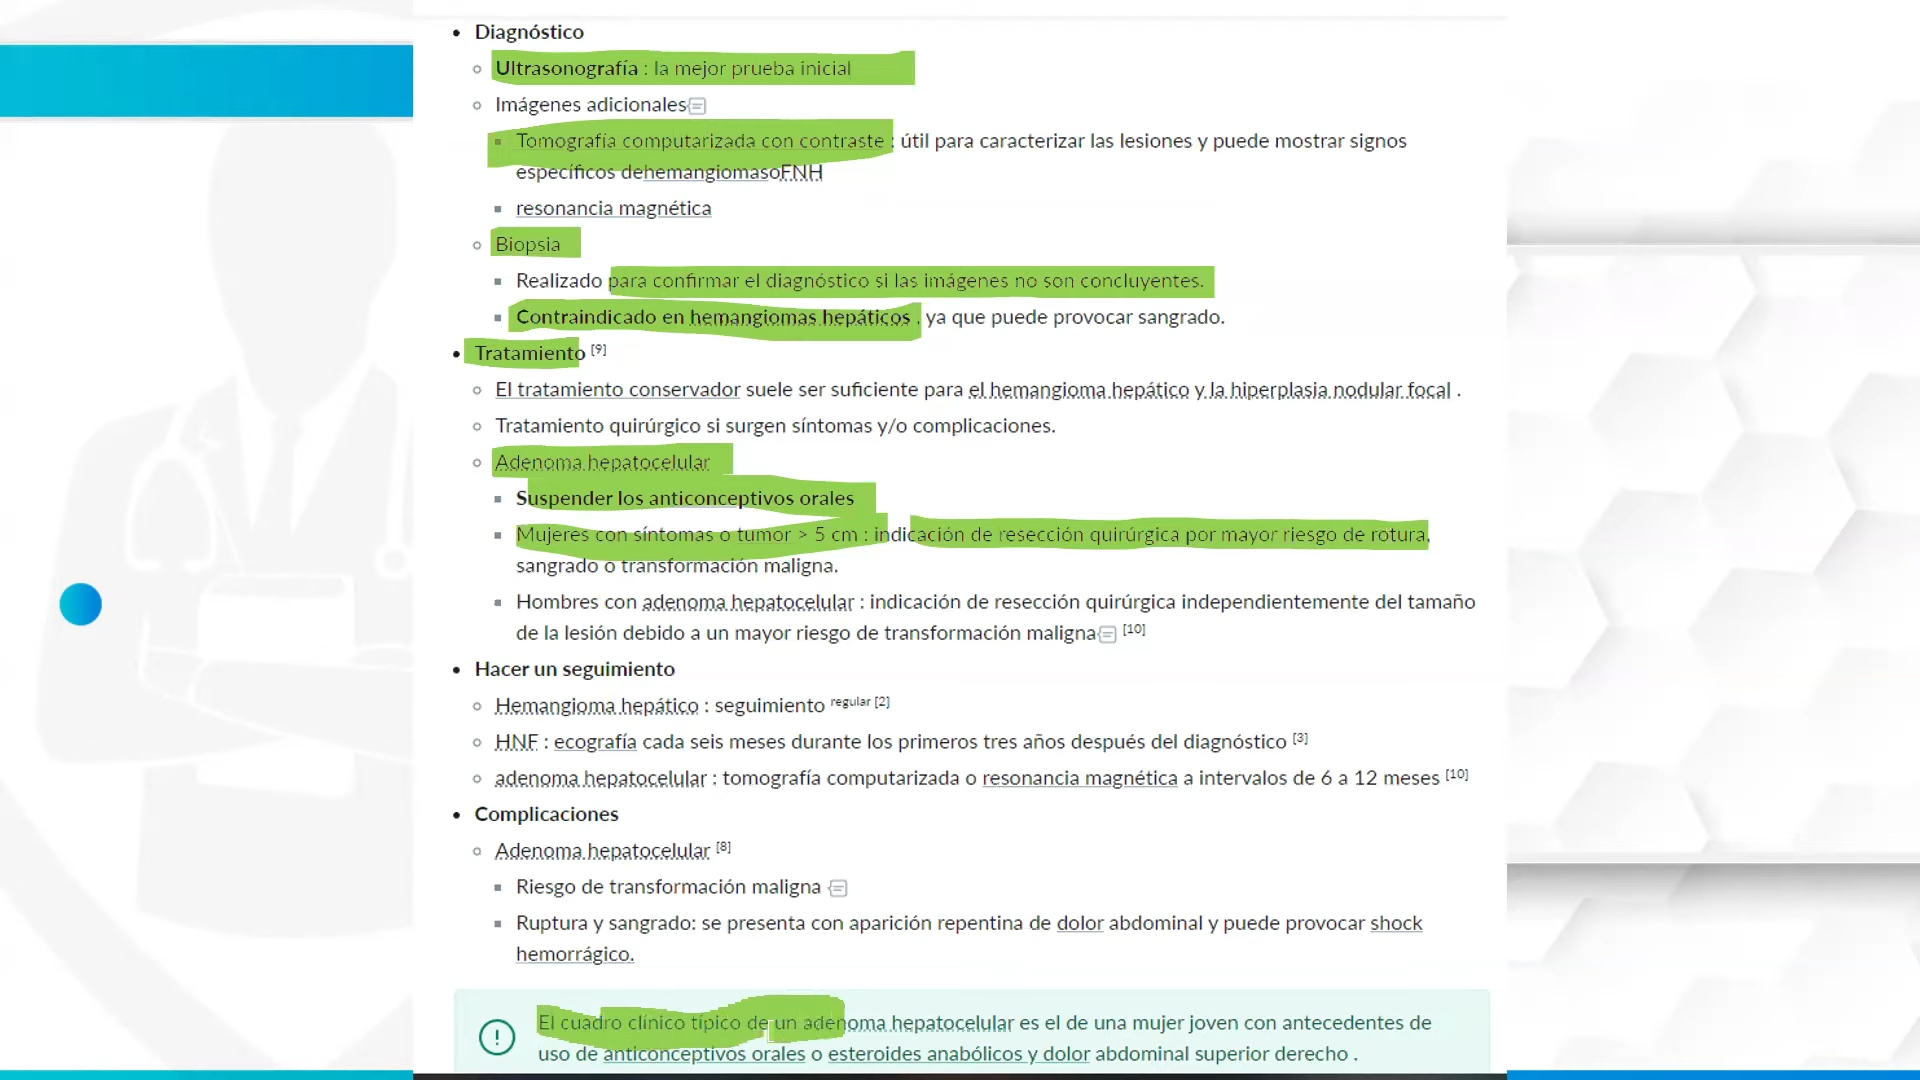 Diagnóstico
Ultrasonografía : la mejor prueba inicial
Imágenes adicionales
Tomografía computarizada con contraste : útil para caracterizar las lesiones y puede mostrar signos
específicos dehemangiomasoFNH
resonancia magnética
Biopsia
Realizado para confirmar el diagnóstico si las imágenes no son concluyentes.
Contraindicado en hemangiomas hepáticos , ya que puede provocar sangrado.
Tratamiento [9]
El tratamiento conservador suele ser suficiente para el hemangioma hepático y la hiperplasia nodular focal .
Tratamiento quirúrgico si surgen síntomas y/o complicaciones.
Adenoma hepatocelular
Suspender los anticonceptivos orales
Mujeres con síntomas o tumor > 5 cm : indicación de resección quirúrgica por mayor riesgo de rotura,
sangrado o transformación maligna.
Hombres con adenoma hepatocelular : indicación de resección quirúrgica independientemente del tamaño
de la lesión debido a un mayor riesgo de transformación maligna [10]
Hacer un seguimiento
Hemangioma hepático : seguimiento regular [2]
HNF : ecografía cada seis meses durante los primeros tres años después del diagnóstico [3]
adenoma hepatocelular : tomografía computarizada o resonancia magnética a intervalos de 6 a 12 meses [10]
Complicaciones
Adenoma hepatocelular [8]
Riesgo de transformación maligna
Ruptura y sangrado: se presenta con aparición repentina de dolor abdominal y puede provocar shock
hemorrágico.
El cuadro clínico típico de un adenoma hepatocelular es el de una mujer joven con antecedentes de
uso de anticonceptivos orales o esteroides anabólicos y dolor abdominal superior derecho .